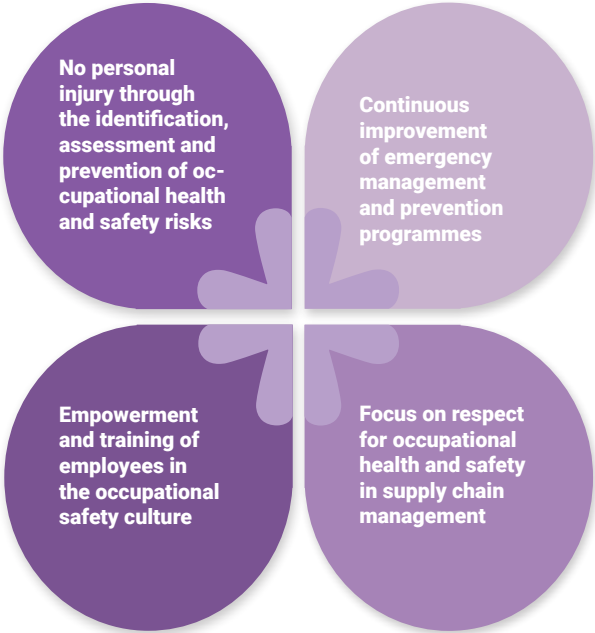 No personal
injury through
the identification,
assessment and
prevention of oc-
cupational health
and safety risks
Continuous
improvement
of emergency
management
and prevention
programmes
Empowerment
and training of
employees in
the occupational
safety culture
Focus on respect
for occupational
health and safety
in supply chain
management